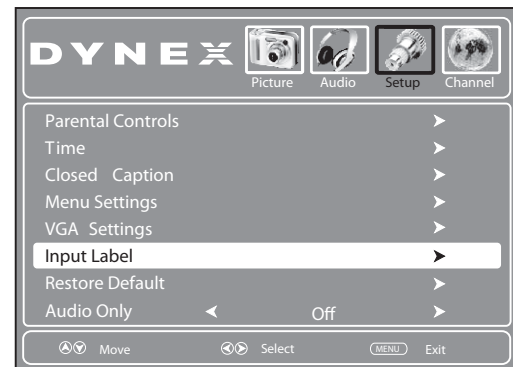 DYNEX
Picture Audio Setup Channel
Parental Controls
Time
Closed Caption
Menu Settings
VGA Settings
Input Label
Restore Default
Audio Only Off
Move Select MENU Exit